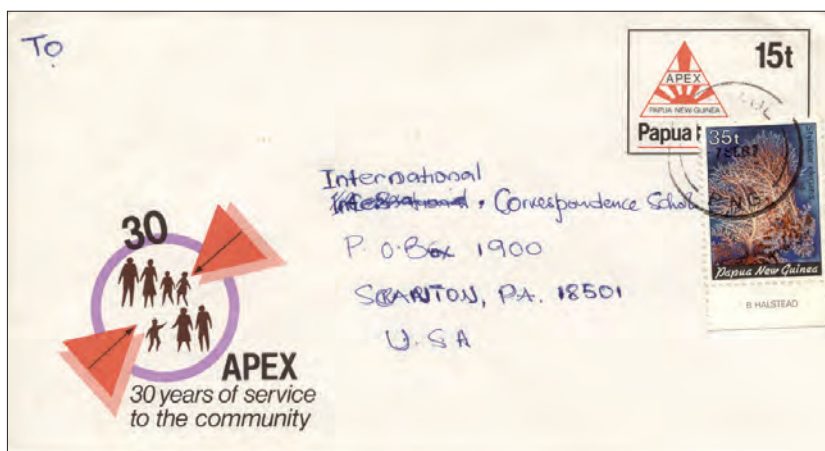 To
15t
APEX
PAPUA NEW GUINEA
Papua
35t
Papua New Guinea
B HALSTEAD
P.N.G.
International
Correspondence Schol
P.O.Box 1900
SCRANTON, PA. 18501
U.S.A
30
APEX
30 years of service
to the community